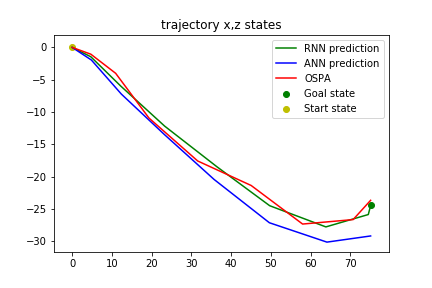 trajectory x,z states
RNN prediction
ANN prediction
OSPA
Goal state
Start state
0
−5
−10
−15
−20
−25
−30
0 10 20 30 40 50 60 70